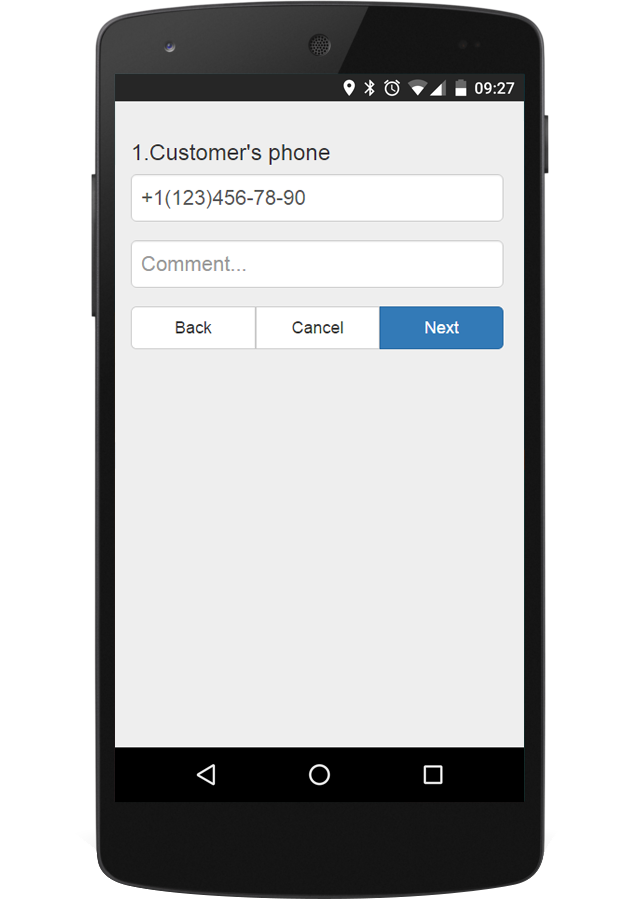 09:27
1.Customer's phone
+1(123)456-78-90
Comment...
Back Cancel Next